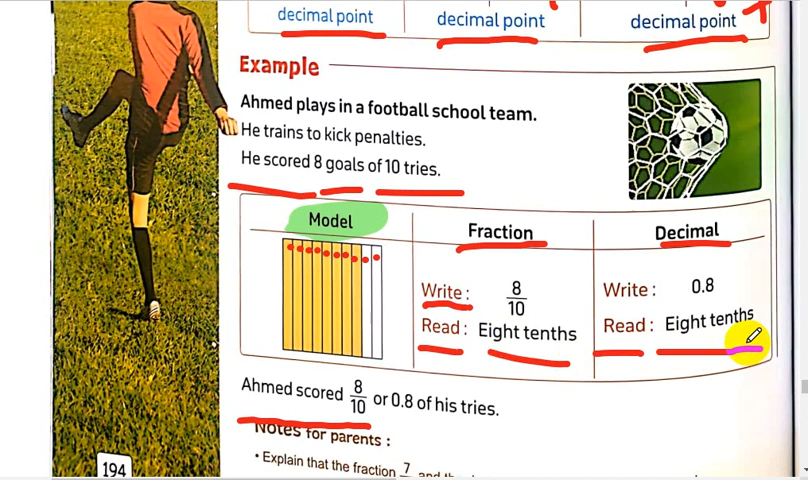 decimal point
decimal point
decimal point
Example
Ahmed plays in a football school team.
He trains to kick penalties.
He scored 8 goals of 10 tries.
Model
Fraction
Decimal
Write : 8/10
Read : Eight tenths
Write : 0.8
Read : Eight tenths
Ahmed scored 8/10 or 0.8 of his tries.
Notes for parents :
• Explain that the fraction 7 and
194